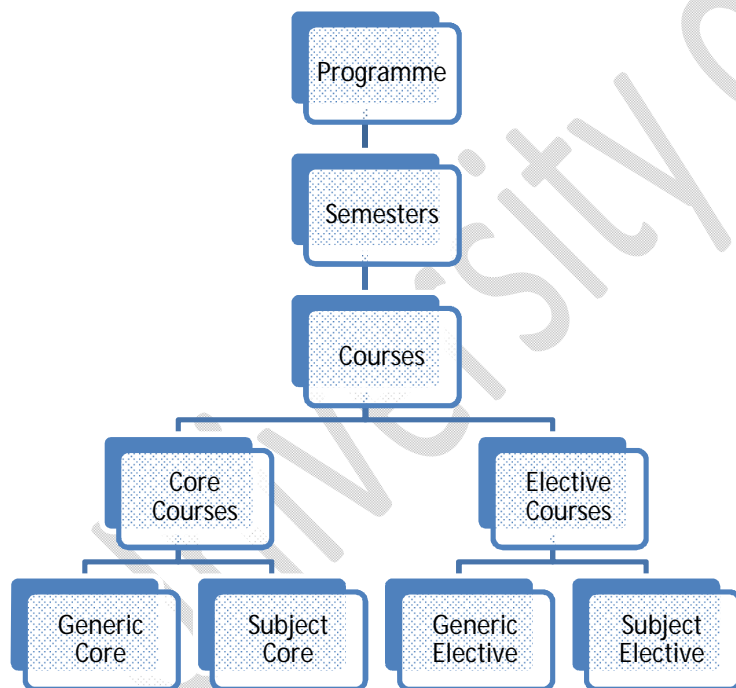 Programme
Semesters
Courses
Core
Courses
Elective
Courses
Generic
Core
Subject
Core
Generic
Elective
Subject
Elective